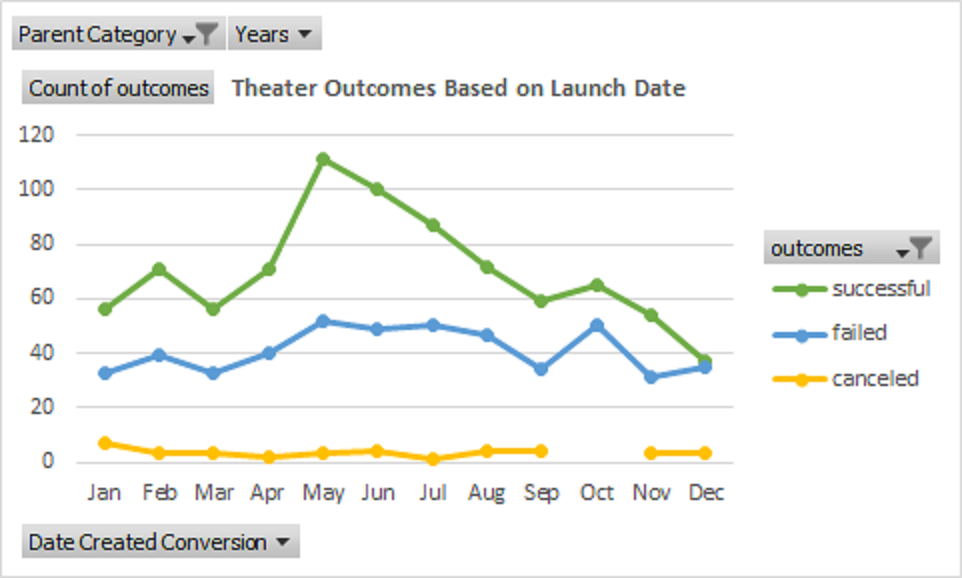 Parent Category Years
Count of outcomes Theater Outcomes Based on Launch Date
120
100
80
60
40
20
0
outcomes
successful
failed
canceled
Jan Feb Mar Apr May Jun Jul Aug Sep Oct Nov Dec
Date Created Conversion